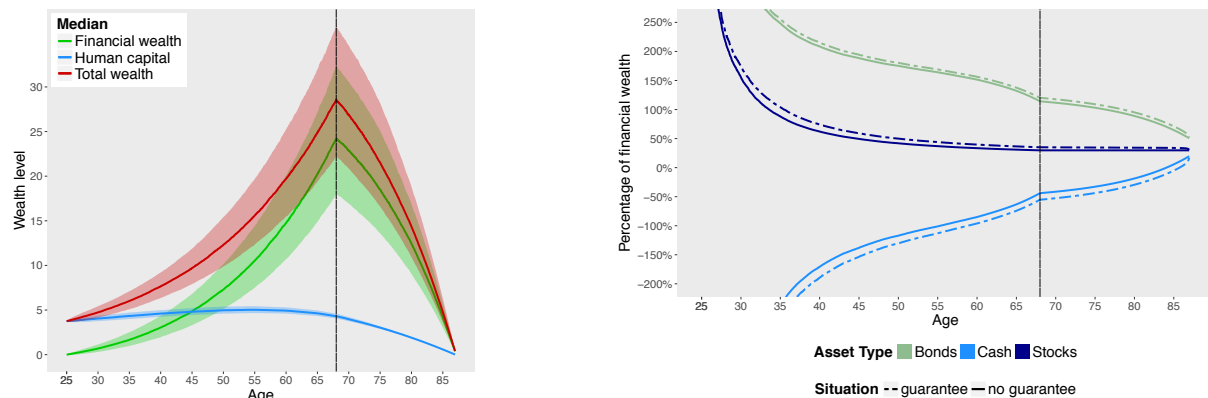 Median
Financial wealth
Human capital
Total wealth
Wealth level
30
25
20
15
10
5
0
25 30 35 40 45 50 55 60 65 70 75 80 85
Age
Percentage of financial wealth
250%
200%
150%
100%
50%
0%
−50%
−100%
−150%
−200%
25 30 35 40 45 50 55 60 65 70 75 80 85
Age
Asset Type Bonds Cash Stocks
Situation guarantee no guarantee